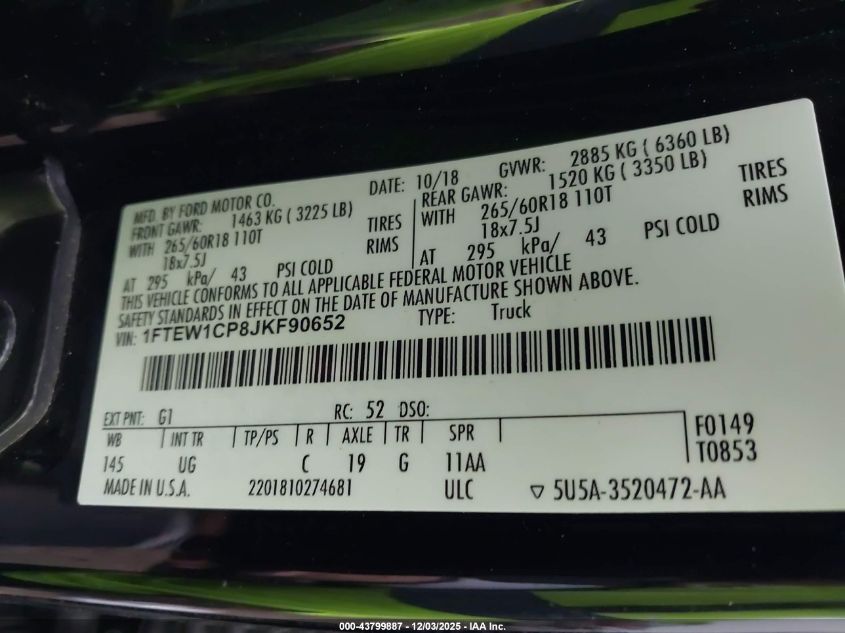 MFD. BY FORD MOTOR CO. DATE: 10/18 GVWR: 2885 KG ( 6360 LB)
FRONT GAWR: 1463 KG ( 3225 LB) REAR GAWR: 1520 KG ( 3350 LB)
WITH 265/60R18 110T TIRES WITH 265/60R18 110T TIRES
18x7.5J RIMS 18x7.5J RIMS
AT 295 kPa/ 43 PSI COLD AT 295 kPa/ 43 PSI COLD
THIS VEHICLE CONFORMS TO ALL APPLICABLE FEDERAL MOTOR VEHICLE
SAFETY STANDARDS IN EFFECT ON THE DATE OF MANUFACTURE SHOWN ABOVE.
VIN: 1FTEW1CP8JKF90652 TYPE: Truck
EXT PNT: G1 RC: 52 DSO:
WB INT TR TP/PS R AXLE TR SPR F0149
145 UG C 19 G 11AA T0853
MADE IN U.S.A. 2201810274681 ULC ▽ 5U5A-3520472-AA
000-43799887 - 12/03/2025 - IAA Inc.